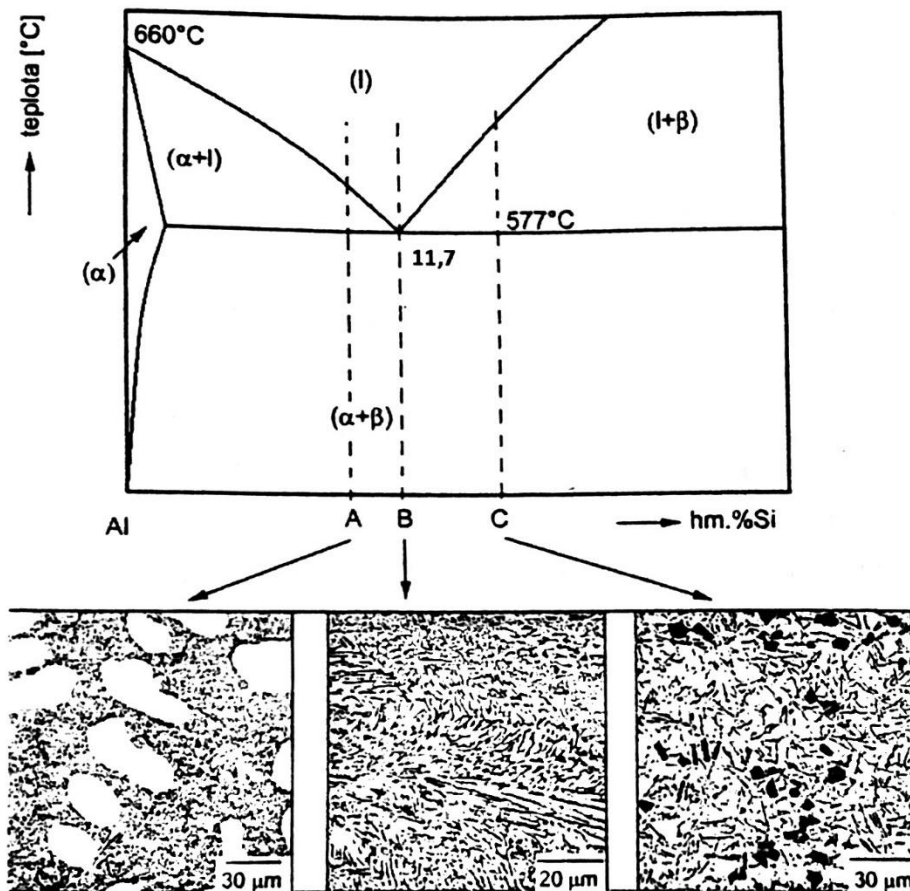 teplota [°C]
660°C
(l)
(α+l)
(l+β)
577°C
(α)
11,7
(α+β)
Al
A
B
C
hm.%Si
30 µm
20 µm
30 µm